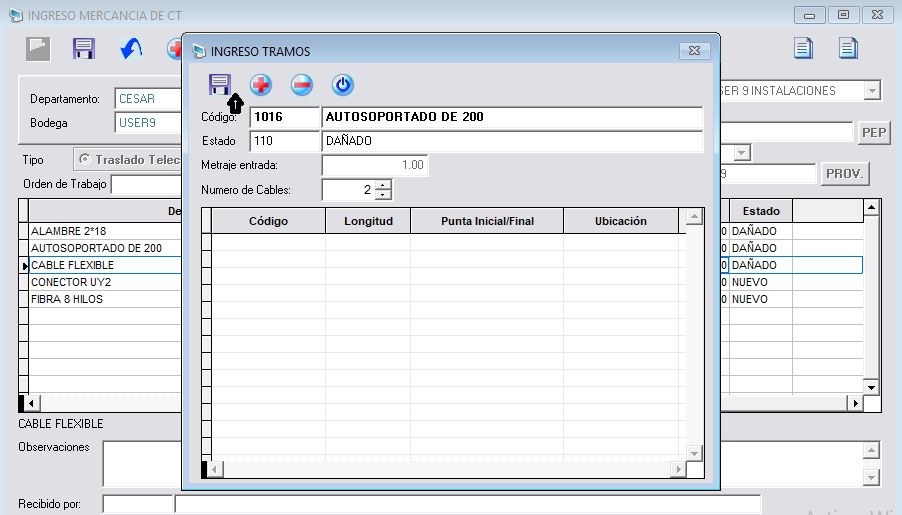 INGRESO MERCANCIA DE CT
INGRESO TRAMOS
Departamento:
CESAR
Bodega
USER9
Tipo
Traslado Telec
Orden de Trabajo
Código:
1016
AUTOSOPORTADO DE 200
Estado
110
DAÑADO
Metraje entrada:
1.00
Numero de Cables:
2
Código
Longitud
Punta Inicial/Final
Ubicación
SER 9 INSTALACIONES
PEP
9
PROV.
De
Estado
ALAMBRE 2*18
0 DAÑADO
AUTOSOPORTADO DE 200
0 DAÑADO
CABLE FLEXIBLE
0 DAÑADO
CONECTOR UY2
0 NUEVO
FIBRA 8 HILOS
0 NUEVO
CABLE FLEXIBLE
Observaciones
Recibido por: